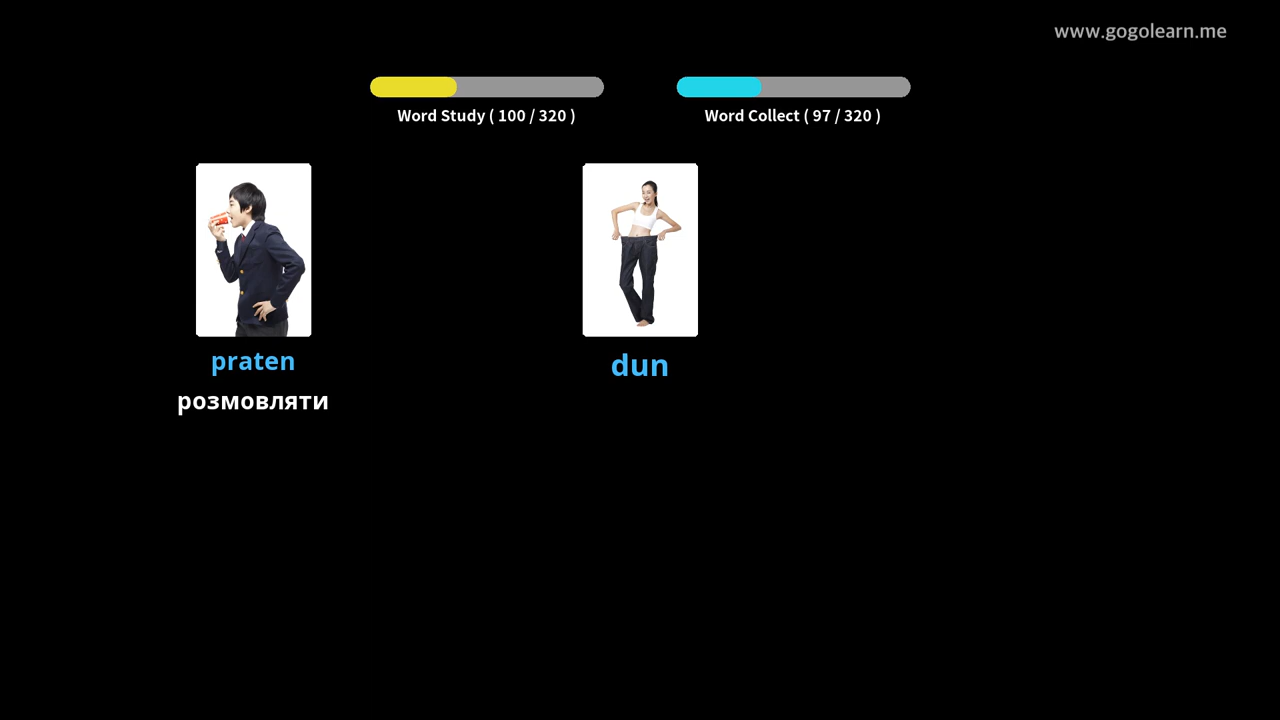 www.gogolearn.me
Word Study ( 100 / 320 )
Word Collect ( 97 / 320 )
praten
dun
розмовляти